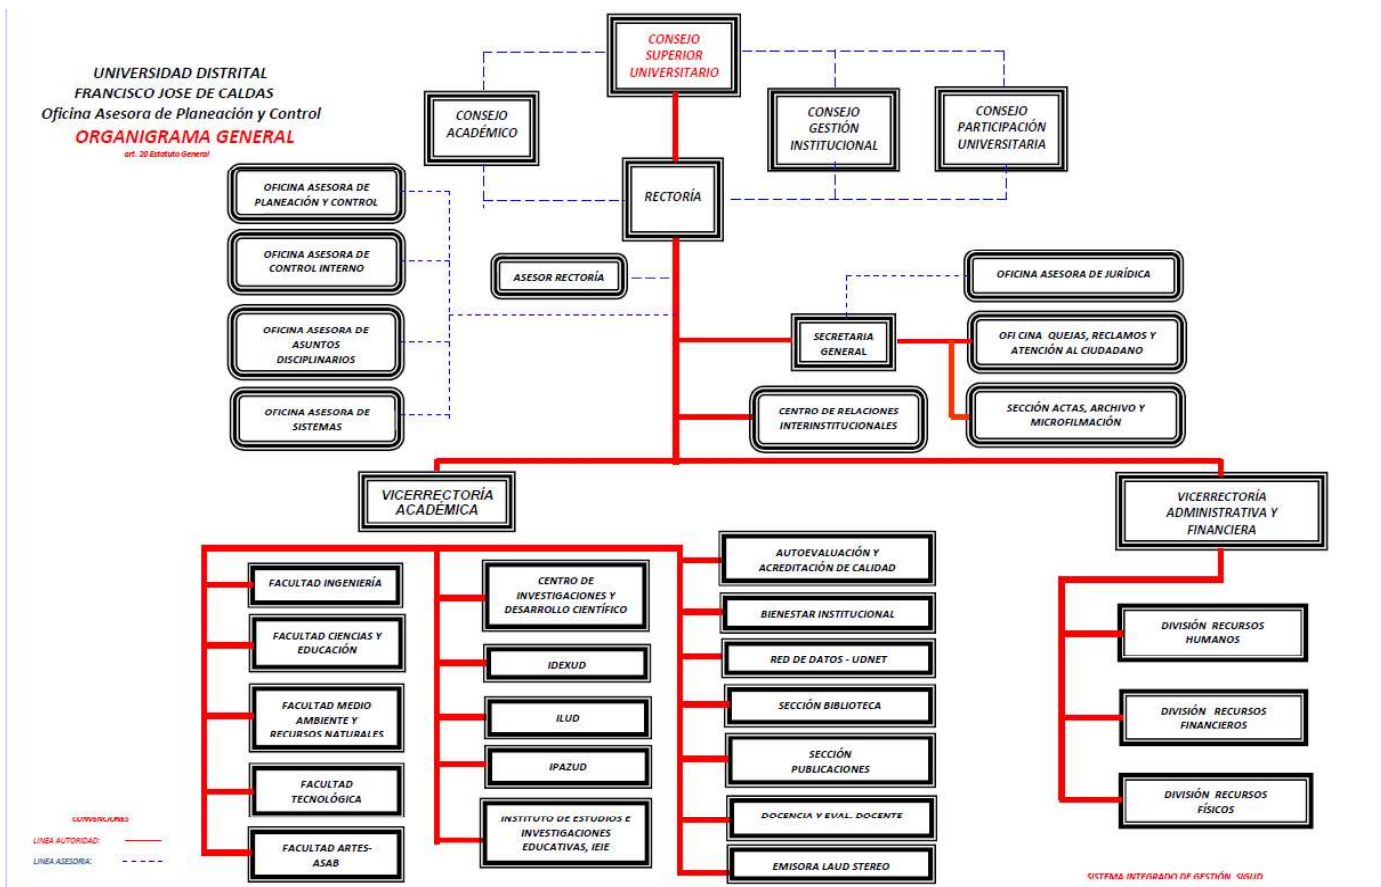 UNIVERSIDAD DISTRITAL
FRANCISCO JOSE DE CALDAS
Oficina Asesora de Planeación y Control
ORGANIGRAMA GENERAL
art. 20 Estatuto General
CONSEJO
SUPERIOR
UNIVERSITARIO
CONSEJO
ACADÉMICO
CONSEJO
GESTIÓN
INSTITUCIONAL
CONSEJO
PARTICIPACIÓN
UNIVERSITARIA
RECTORÍA
OFICINA ASESORA DE
PLANEACIÓN Y CONTROL
OFICINA ASESORA DE
CONTROL INTERNO
OFICINA ASESORA DE
ASUNTOS
DISCIPLINARIOS
OFICINA ASESORA DE
SISTEMAS
ASESOR RECTORÍA
OFICINA ASESORA DE JURÍDICA
SECRETARIA
GENERAL
OFI CINA QUEJAS, RECLAMOS Y
ATENCIÓN AL CIUDADANO
SECCIÓN ACTAS, ARCHIVO Y
MICROFILMACIÓN
CENTRO DE RELACIONES
INTERINSTITUCIONALES
VICERRECTORÍA
ACADÉMICA
VICERRECTORÍA
ADMINISTRATIVA Y
FINANCIERA
FACULTAD INGENIERÍA
FACULTAD CIENCIAS Y
EDUCACIÓN
FACULTAD MEDIO
AMBIENTE Y
RECURSOS NATURALES
FACULTAD
TECNOLÓGICA
FACULTAD ARTES-
ASAB
CENTRO DE
INVESTIGACIONES Y
DESARROLLO CIENTÍFICO
IDEXUD
ILUD
IPAZUD
INSTITUTO DE ESTUDIOS E
INVESTIGACIONES
EDUCATIVAS, IEIE
AUTOEVALUACIÓN Y
ACREDITACIÓN DE CALIDAD
BIENESTAR INSTITUCIONAL
RED DE DATOS - UDNET
SECCIÓN BIBLIOTECA
SECCIÓN
PUBLICACIONES
DOCENCIA Y EVAL. DOCENTE
EMISORA LAUD STEREO
DIVISIÓN RECURSOS
HUMANOS
DIVISIÓN RECURSOS
FINANCIEROS
DIVISIÓN RECURSOS
FÍSICOS
CONVENCIONES
LINEA AUTORIDAD:
LINEA ASESORIA:
SISTEMA INTEGRADO DE GESTIÓN SIGUD